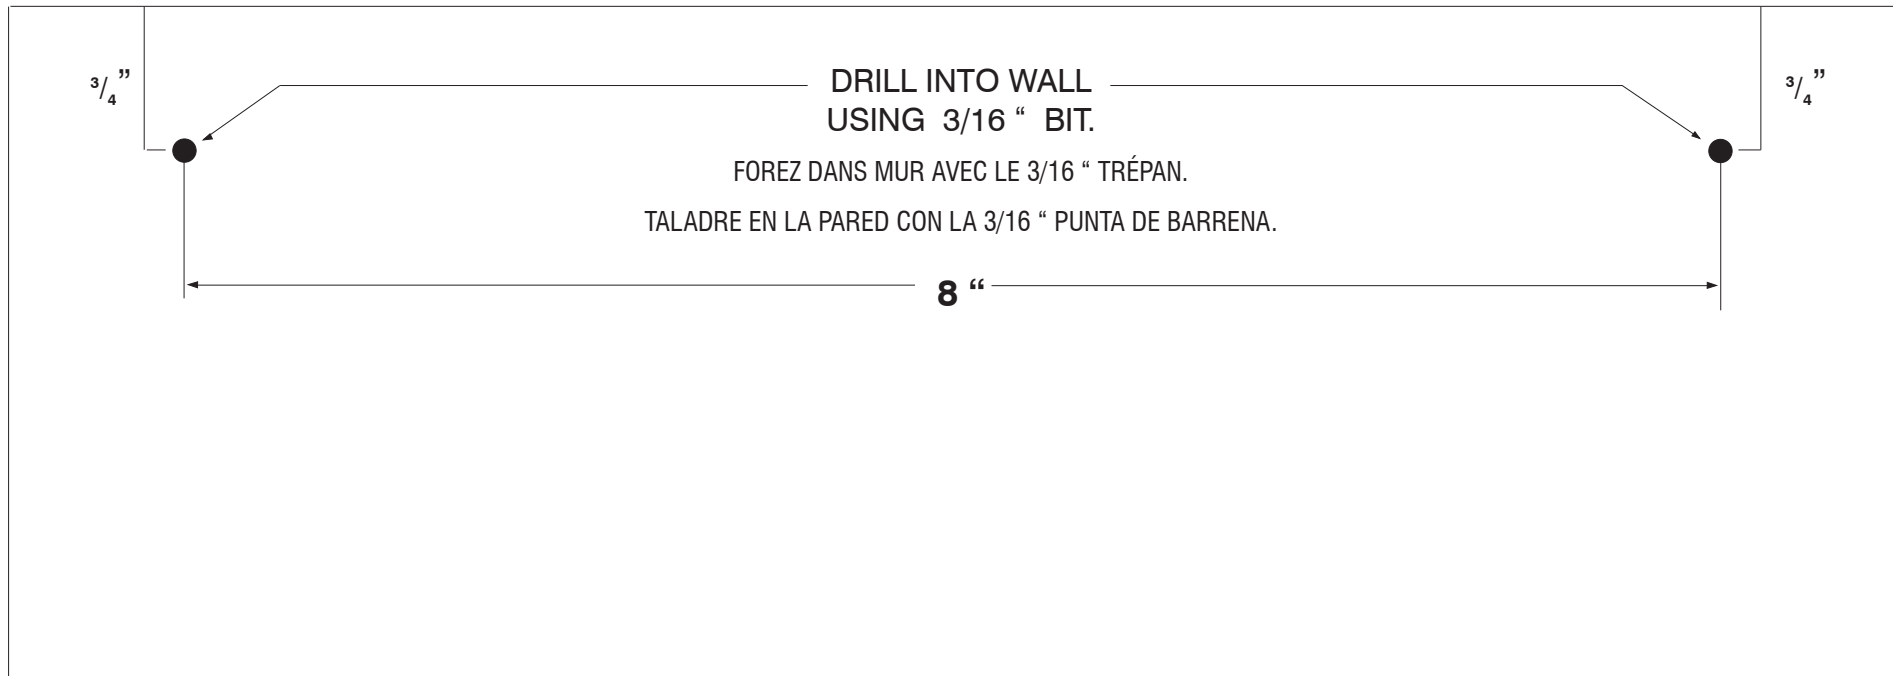 3/4”
DRILL INTO WALL
3/4”
USING 3/16 “ BIT.
FOREZ DANS MUR AVEC LE 3/16 “ TRÉPAN.
TALADRE EN LA PARED CON LA 3/16 “ PUNTA DE BARRENA.
8 “